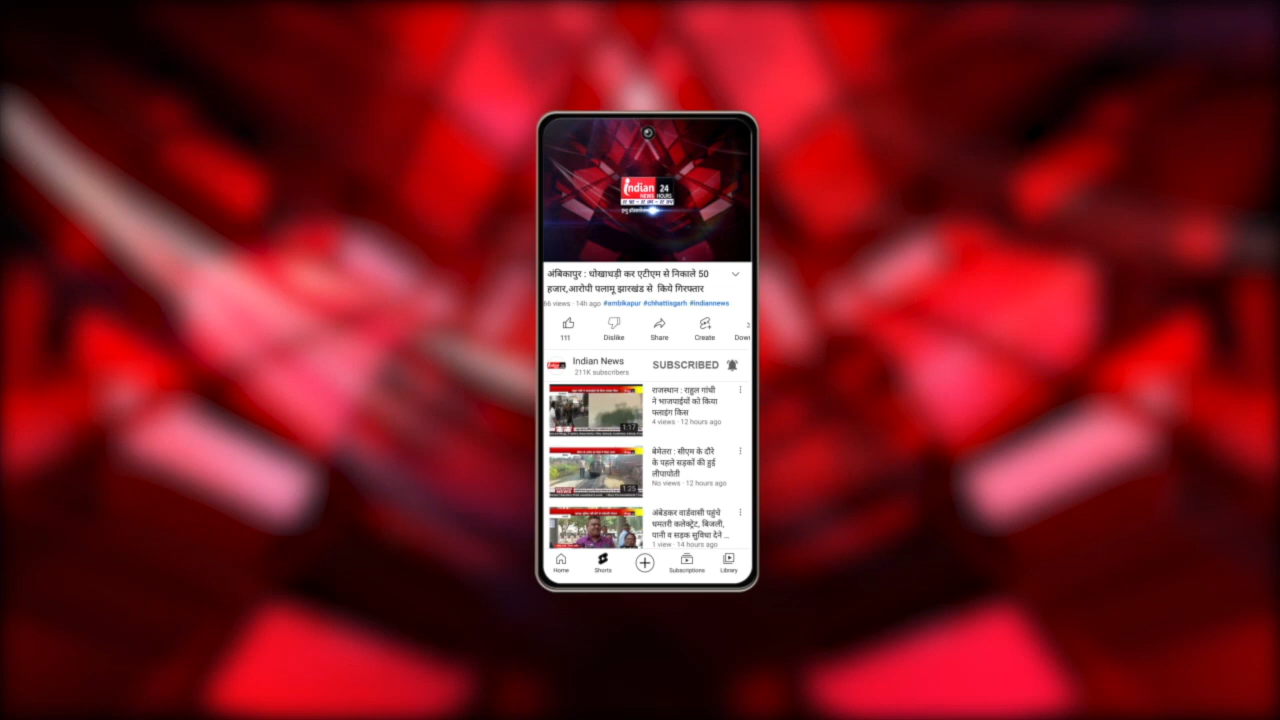 Indian 24
NEWS HOURS
अंबिकापुर : धोखाधड़ी कर एटीएम से निकाले 50
हजार,आरोपी पलामू झारखंड से किये गिरफ्तार
66 views · 14h ago #ambikapur #chhattisgarh #indiannews
111 Dislike Share Create Down
Indian News
211K subscribers
SUBSCRIBED
राजस्थान : राहुल गांधी
ने भाजपाईयों को किया
फ्लाइंग किस
4 views · 12 hours ago
1:17
बेमेतरा : सीएम के दौरे
के पहले सड़कों की हुई
लीपापोती
No views · 12 hours ago
1:25
अंबेडकर वार्डवासी पहुंचे
धमतरी कलेक्ट्रेट, बिजली,
पानी व सड़क सुविधा देने ...
1 view · 14 hours ago
Home Shorts Subscriptions Library